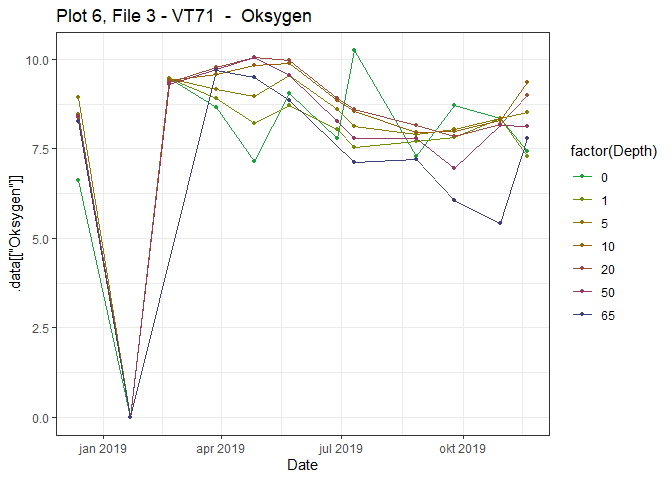 Plot 6, File 3 - VT71  -  Oksygen
10.0
7.5
5.0
2.5
0.0
.data[["Oksygen"]]
jan 2019
apr 2019
jul 2019
okt 2019
Date
factor(Depth)
0
1
5
10
20
50
65